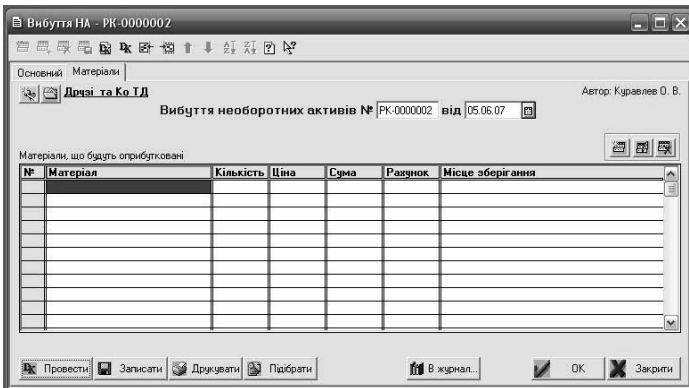 Вибуття НА - РК-0000002
Основний Матеріали
Друзі та Ко ТД Автор: Куравлев О. В.
Вибуття необоротних активів № РК-0000002 від 05.06.07
Матеріали, що будуть оприбутковані
№ Матеріал Кількість Ціна Сума Рахунок Місце зберігання
Провести Записати Друкувати Підібрати В журнал... OK Закрити